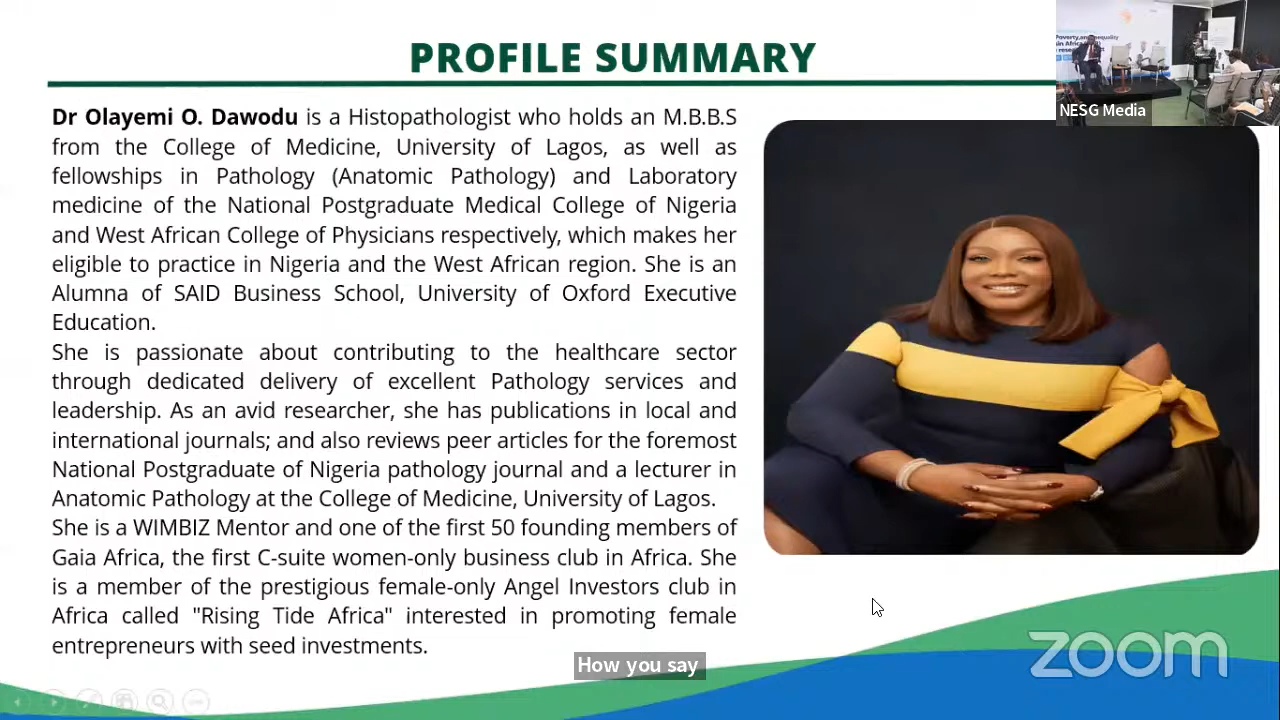 PROFILE SUMMARY
Dr Olayemi O. Dawodu is a Histopathologist who holds an M.B.B.S
from the College of Medicine, University of Lagos, as well as
fellowships in Pathology (Anatomic Pathology) and Laboratory
medicine of the National Postgraduate Medical College of Nigeria
and West African College of Physicians respectively, which makes her
eligible to practice in Nigeria and the West African region. She is an
Alumna of SAID Business School, University of Oxford Executive
Education.
She is passionate about contributing to the healthcare sector
through dedicated delivery of excellent Pathology services and
leadership. As an avid researcher, she has publications in local and
international journals; and also reviews peer articles for the foremost
National Postgraduate of Nigeria pathology journal and a lecturer in
Anatomic Pathology at the College of Medicine, University of Lagos.
She is a WIMBIZ Mentor and one of the first 50 founding members of
Gaia Africa, the first C-suite women-only business club in Africa. She
is a member of the prestigious female-only Angel Investors club in
Africa called "Rising Tide Africa" interested in promoting female
entrepreneurs with seed investments.
Poverty and Inequality
in Africa
NESG Media
How you say
zoom